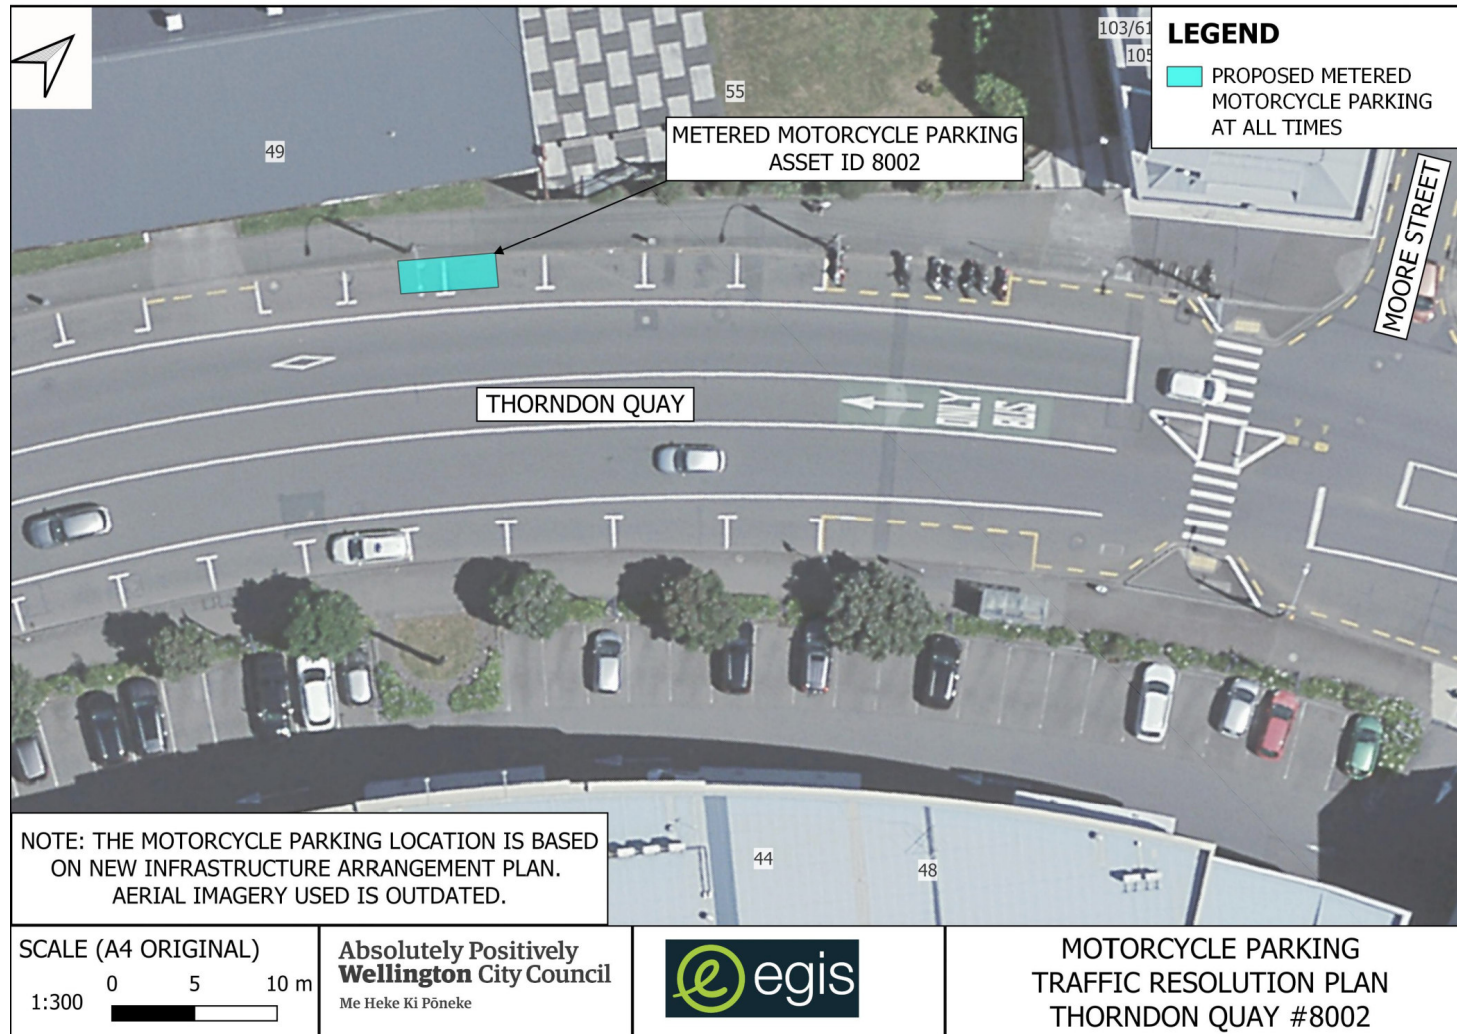 103/61
105
LEGEND
PROPOSED METERED
MOTORCYCLE PARKING
AT ALL TIMES
55
49
METERED MOTORCYCLE PARKING
ASSET ID 8002
MOORE STREET
THORNDON QUAY
ONLY
BUS
NOTE: THE MOTORCYCLE PARKING LOCATION IS BASED
ON NEW INFRASTRUCTURE ARRANGEMENT PLAN.
AERIAL IMAGERY USED IS OUTDATED.
44
48
SCALE (A4 ORIGINAL)
0 5 10 m
1:300
Absolutely Positively
Wellington City Council
Me Heke Ki Pōneke
e egis
MOTORCYCLE PARKING
TRAFFIC RESOLUTION PLAN
THORNDON QUAY #8002